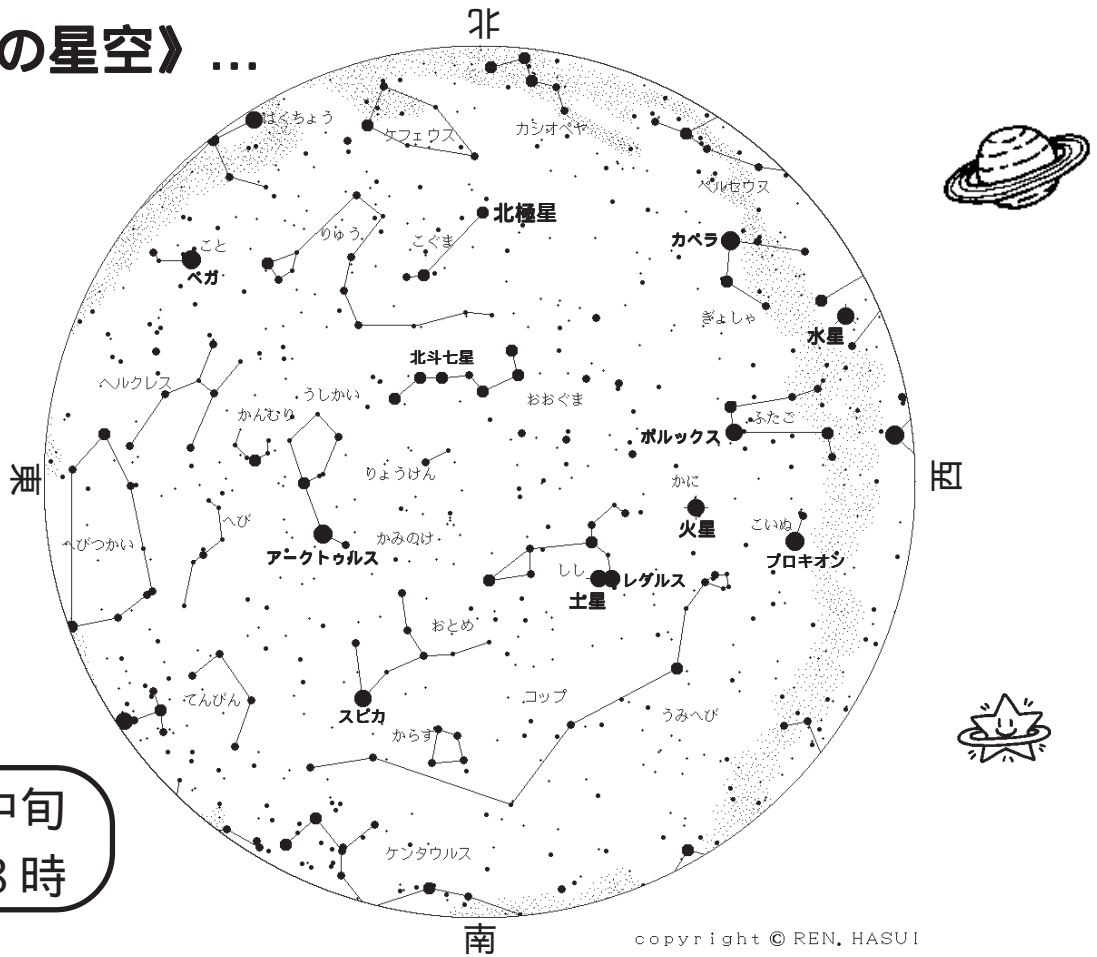 の星空》…
北
はくちょう
ケフェウス
カシオペヤ
ペルセウス
北極星
りゅう
こぐま
カペラ
こと
ベガ
ぎょしゃ
水星
北斗七星
ヘルクレス
うしかい
おおぐま
かんむり
ふたご
ポルックス
東
りょうけん
西
かに
へび
火星
こいぬ
へびつかい
かみのけ
アークトゥルス
プロキオン
しし
レグルス
土星
おとめ
てんびん
コップ
スピカ
うみへび
からす
中旬
8時
ケンタウルス
南
copyright © REN. HASUI